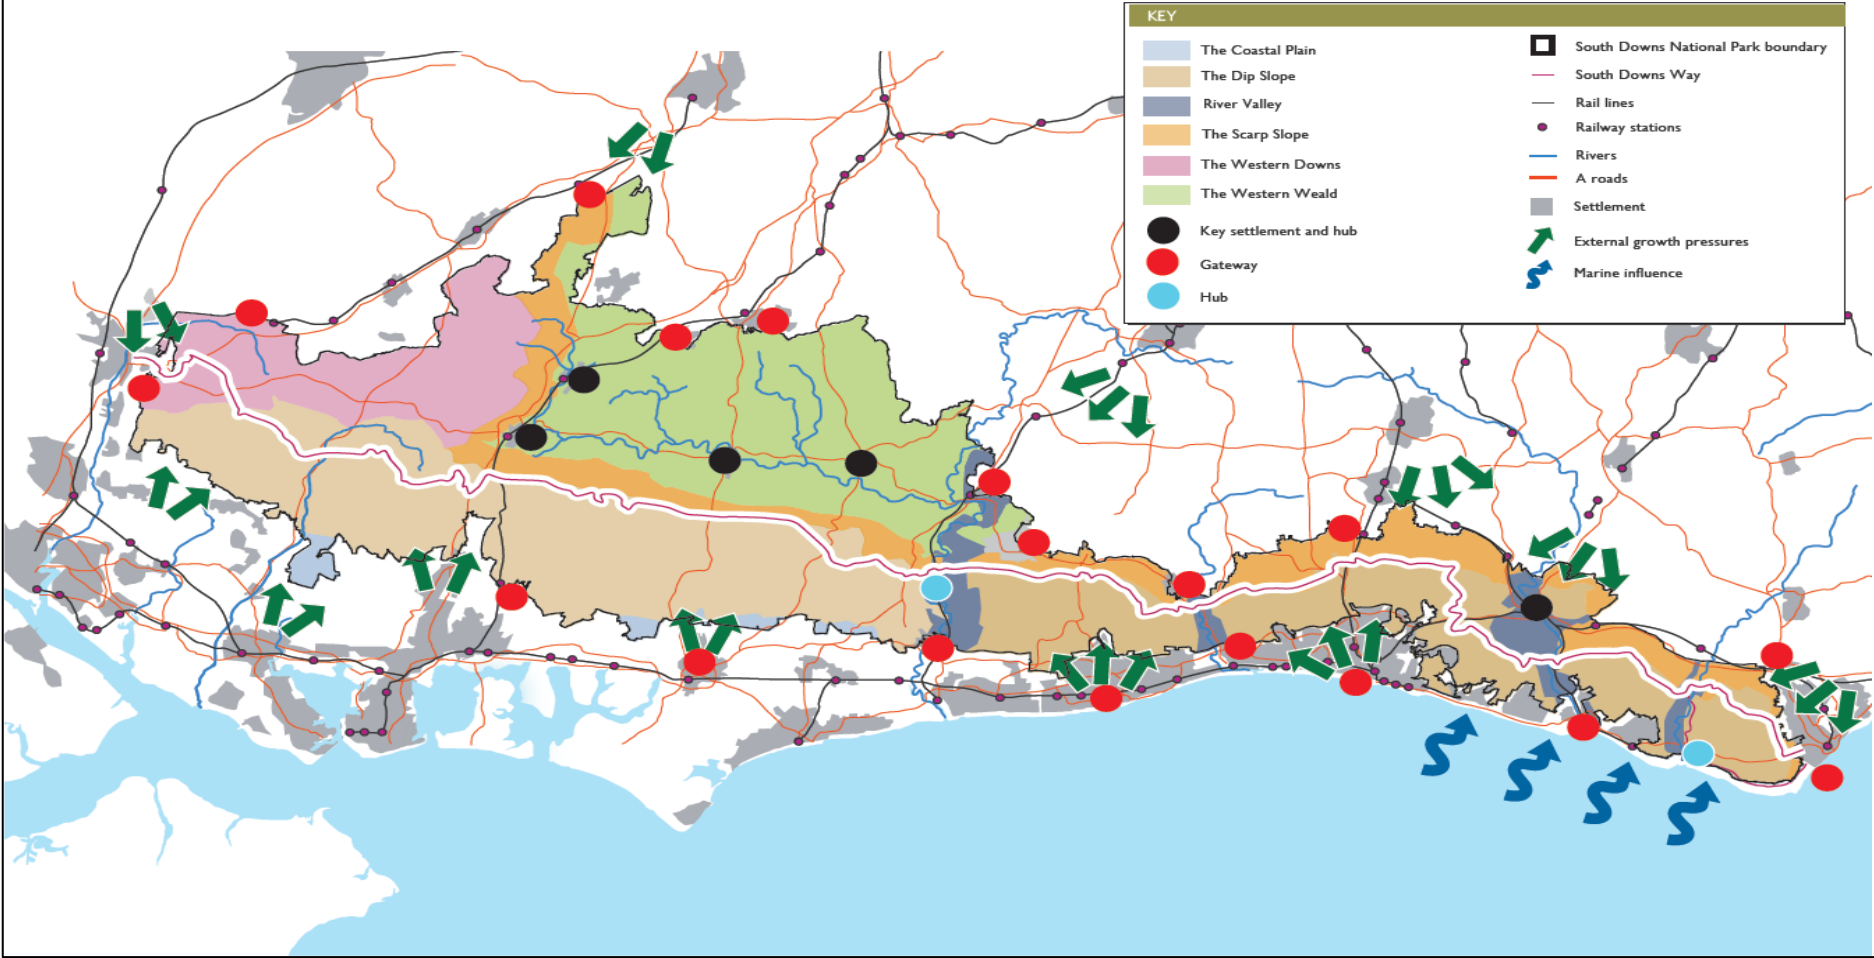 KEY
The Coastal Plain
The Dip Slope
River Valley
The Scarp Slope
The Western Downs
The Western Weald
Key settlement and hub
Gateway
Hub
South Downs National Park boundary
South Downs Way
Rail lines
Railway stations
Rivers
A roads
Settlement
External growth pressures
Marine influence